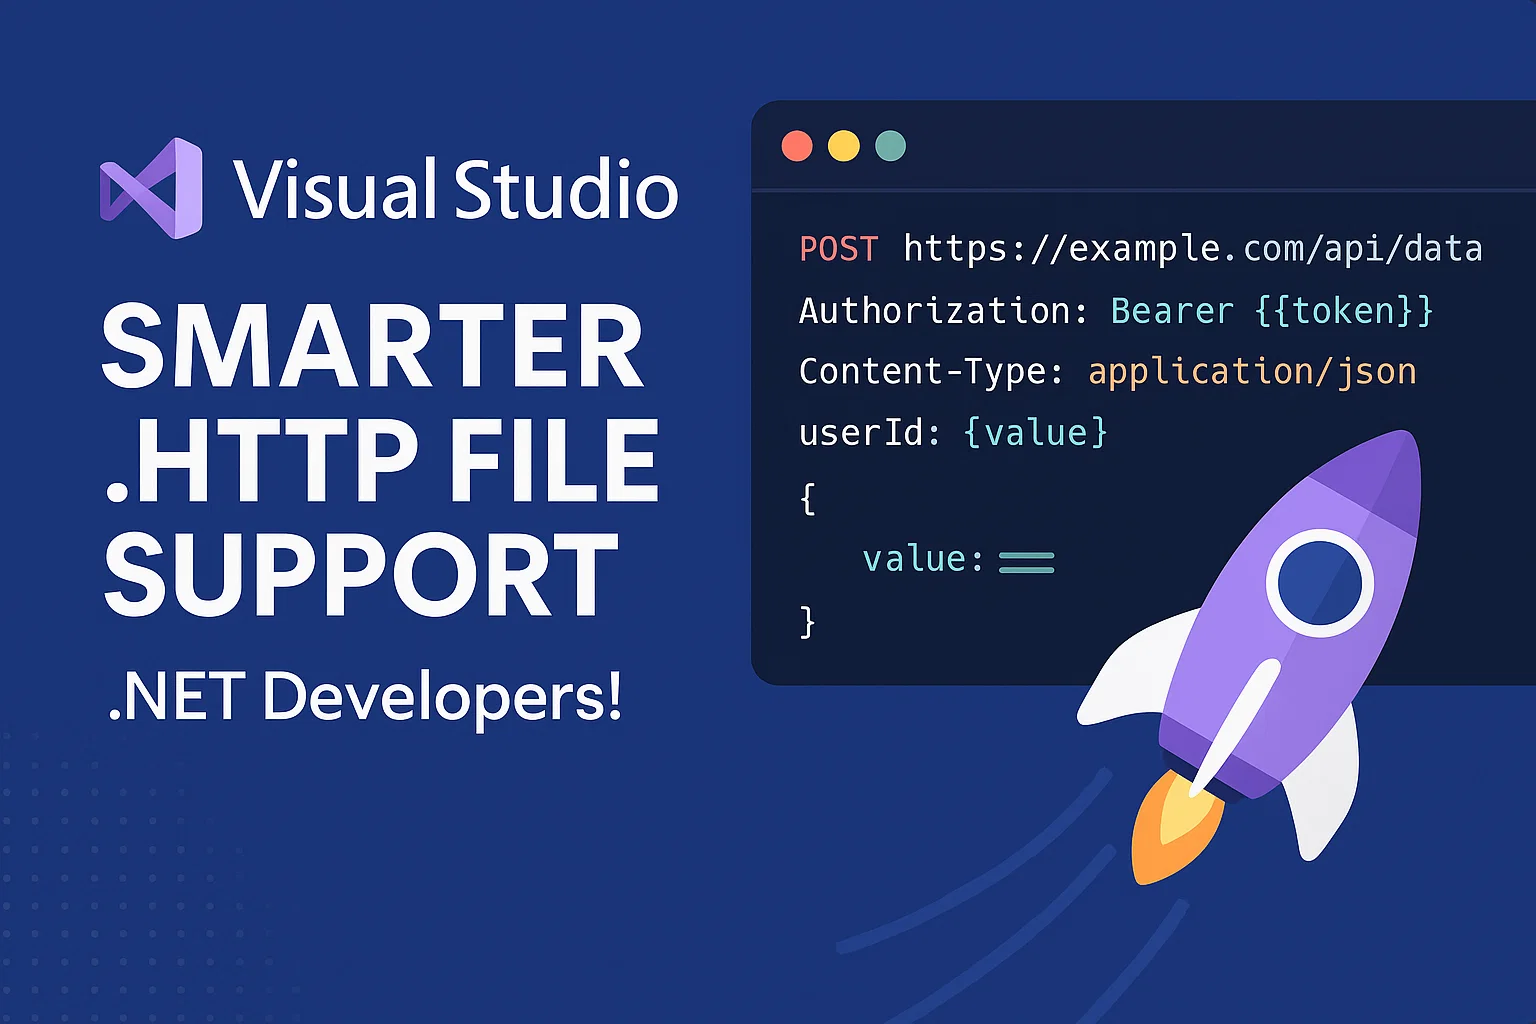 Visual Studio
SMARTER
.HTTP FILE
SUPPORT
.NET Developers!
POST https://example.com/api/data
Authorization: Bearer {{token}}
Content-Type: application/json
userId: {value}
{
value:
}